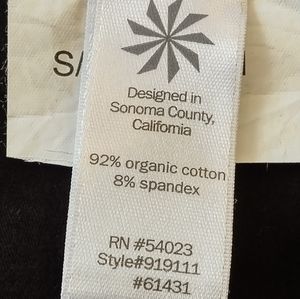 S/
Designed in
Sonoma County,
California
92% organic cotton
8% spandex
RN #54023
Style#919111
#61431